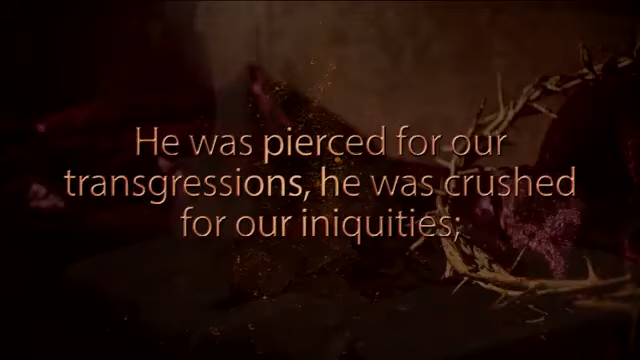 He was pierced for our
transgressions, he was crushed
for our iniquities;